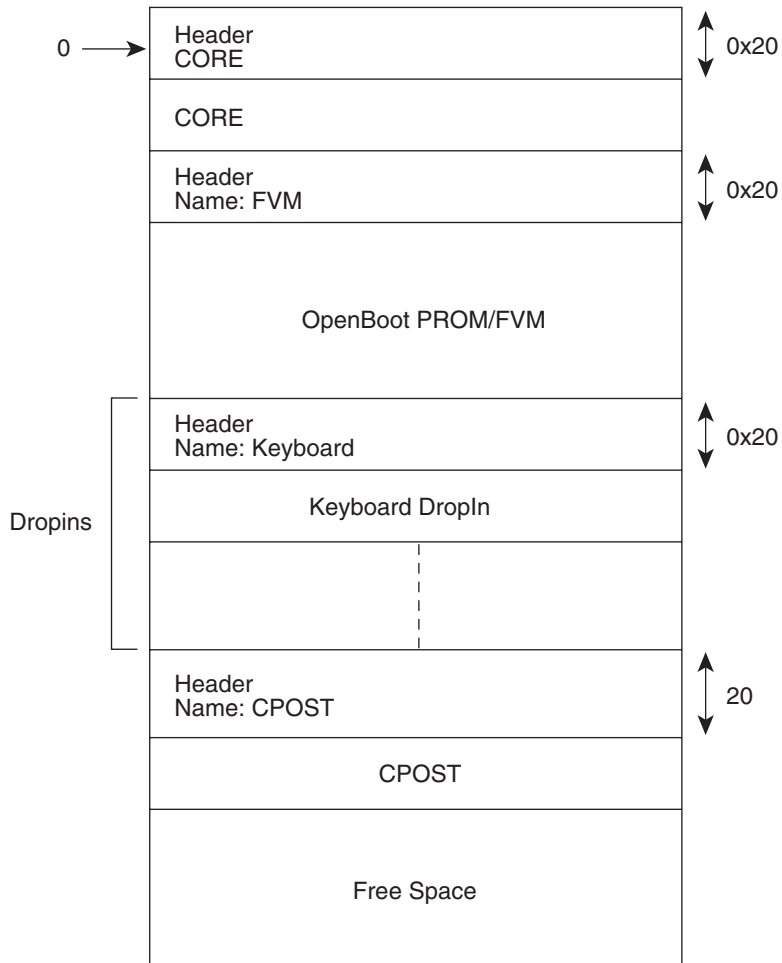 Header
CORE
0
0x20
CORE
Header
Name: FVM
0x20
OpenBoot PROM/FVM
Header
Name: Keyboard
0x20
Dropins
Keyboard DropIn
Header
Name: CPOST
20
CPOST
Free Space